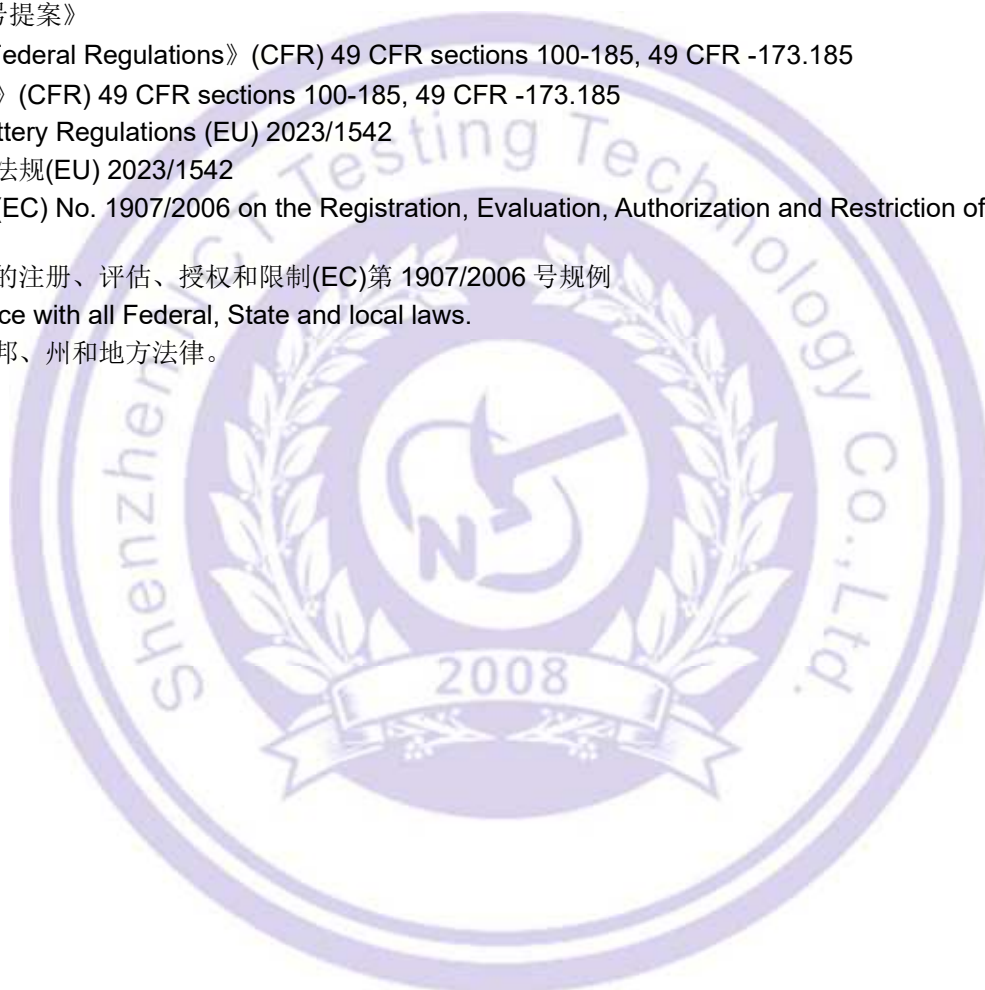 号提案》
ederal Regulations》(CFR) 49 CFR sections 100-185, 49 CFR -173.185
》(CFR) 49 CFR sections 100-185, 49 CFR -173.185
ttery Regulations (EU) 2023/1542
法规(EU) 2023/1542
(EC) No. 1907/2006 on the Registration, Evaluation, Authorization and Restriction of
的注册、评估、授权和限制(EC)第 1907/2006 号规例
ce with all Federal, State and local laws.
邦、州和地方法律。
Shenzhen NCT Testing Technology Co., Ltd.
N
2008